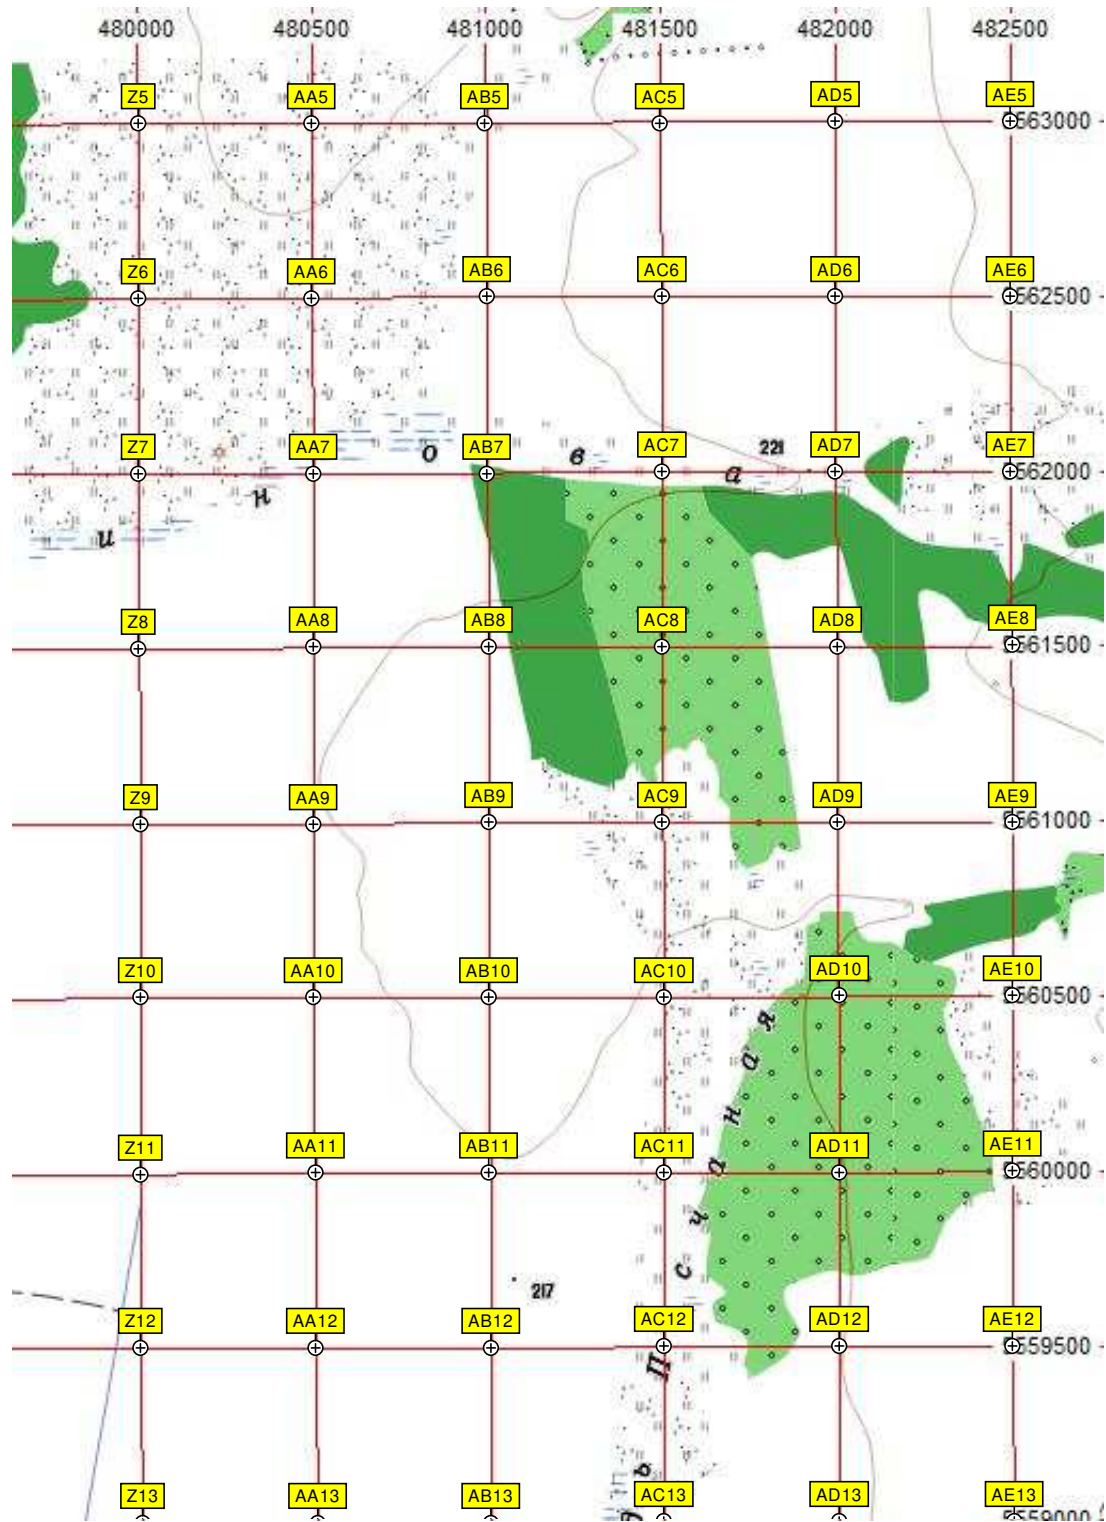 480000 480500 481000 481500 482000 482500
Z5 AA5 AB5 AC5 AD5 AE5
563000
Z6 AA6 AB6 AC6 AD6 AE6
562500
Z7 AA7 AB7 AC7 AD7 AE7
221
562000
и н о в а
Z8 AA8 AB8 AC8 AD8 AE8
561500
Z9 AA9 AB9 AC9 AD9 AE9
561000
Z10 AA10 AB10 AC10 AD10 AE10
560500
Z11 AA11 AB11 AC11 AD11 AE11
560000
П е с ч а н а я
217
Z12 AA12 AB12 AC12 AD12 AE12
559500
Z13 AA13 AB13 AC13 AD13 AE13
559000